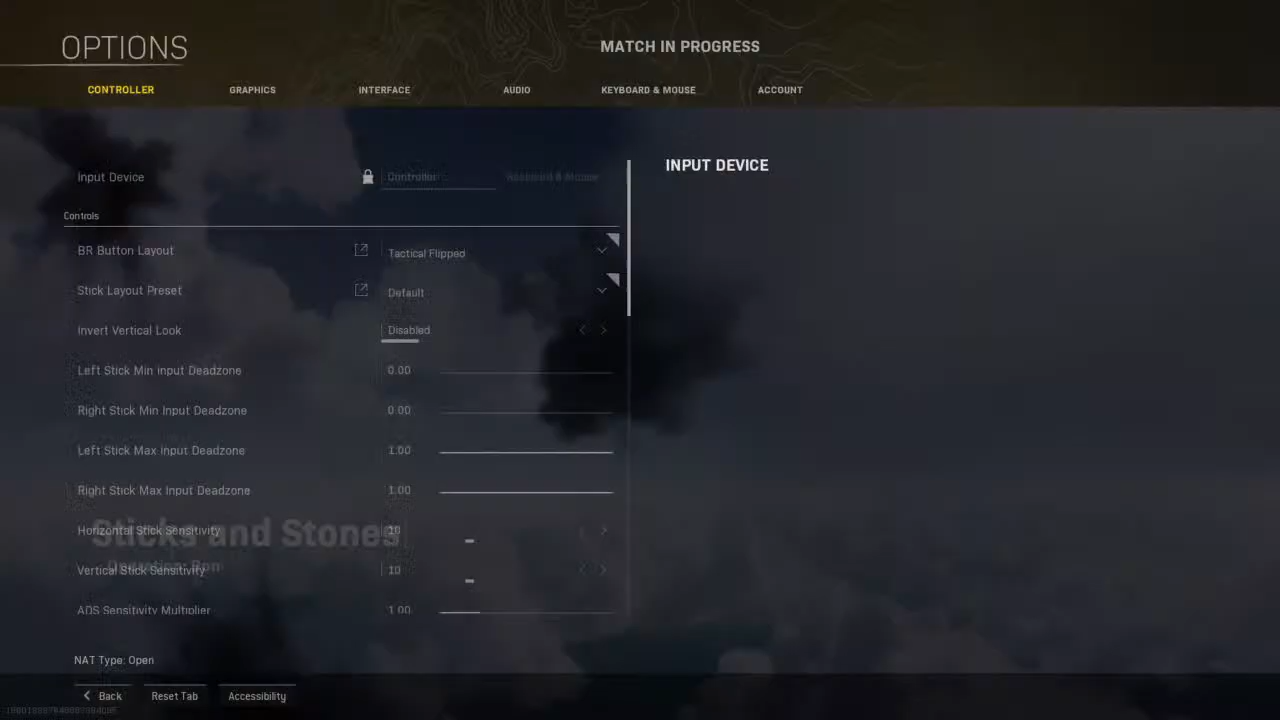 OPTIONS
MATCH IN PROGRESS
CONTROLLER
GRAPHICS
INTERFACE
AUDIO
KEYBOARD & MOUSE
ACCOUNT
Input Device
Controller
Keyboard & Mouse
INPUT DEVICE
Controls
BR Button Layout
Tactical Flipped
Stick Layout Preset
Default
Invert Vertical Look
Disabled
Left Stick Min Input Deadzone
0.00
Right Stick Min Input Deadzone
0.00
Left Stick Max Input Deadzone
1.00
Right Stick Max Input Deadzone
1.00
Sticks and Stones
Horizontal Stick Sensitivity
10
Vertical Stick Sensitivity
10
ADS Sensitivity Multiplier
1.00
NAT Type: Open
Back
Reset Tab
Accessibility